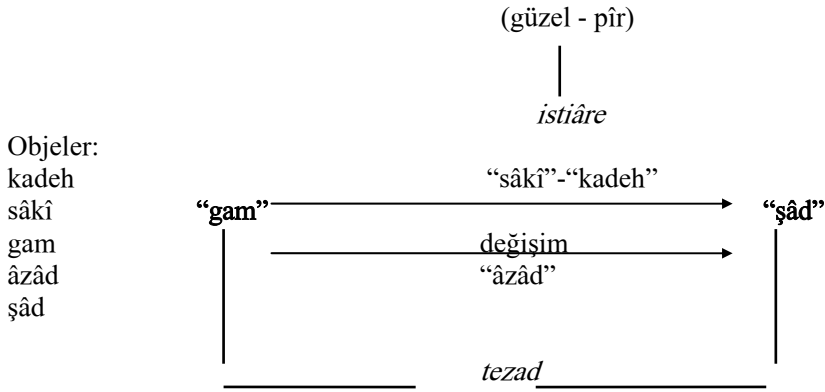 (güzel - pîr)
istiâre
Objeler:
kadeh “sâkî”-“kadeh”
sâkî “gam” “şâd”
gam değişim
âzâd “âzâd”
şâd
tezad